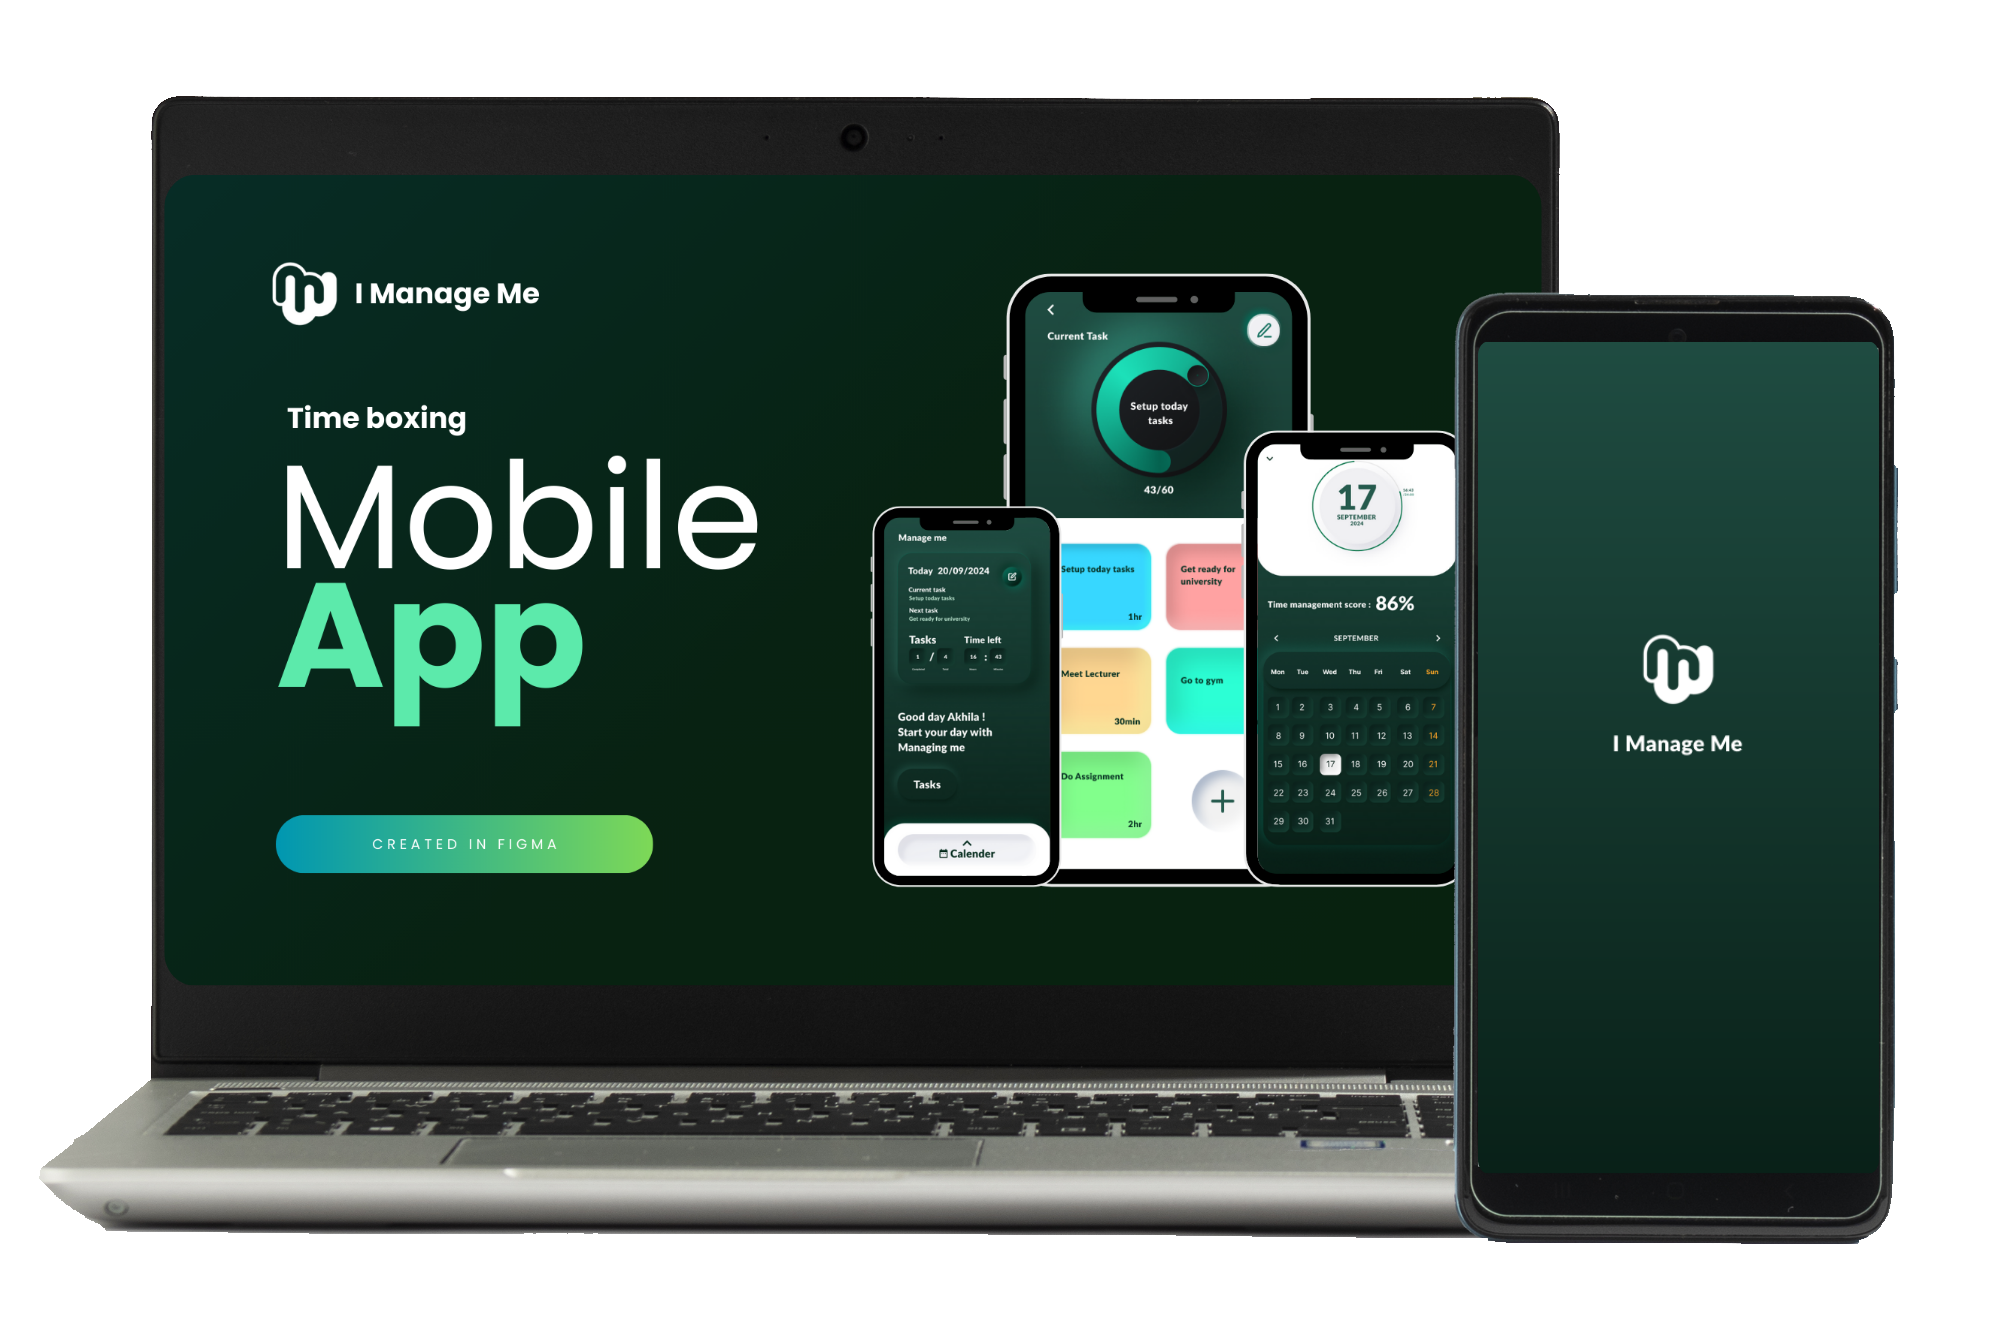 I Manage Me
Time boxing
Mobile
App
CREATED IN FIGMA
Current Task
Setup today
tasks
43/60
Setup today tasks
1hr
Get ready for
university
Meet Lecturer
30min
Go to gym
Do Assignment
2hr
Manage me
Today 20/09/2024
Current task
Setup today tasks
Next task
Get ready for university
Tasks
Time left
1 / 4
16 : 43
Good day Akhila !
Start your day with
Managing me
Tasks
Calender
17
SEPTEMBER
2024
Time management score : 86%
SEPTEMBER
Mon Tue Wed Thu Fri Sat Sun
1 2 3 4 5 6 7
8 9 10 11 12 13 14
15 16 17 18 19 20 21
22 23 24 25 26 27 28
29 30 31
I Manage Me